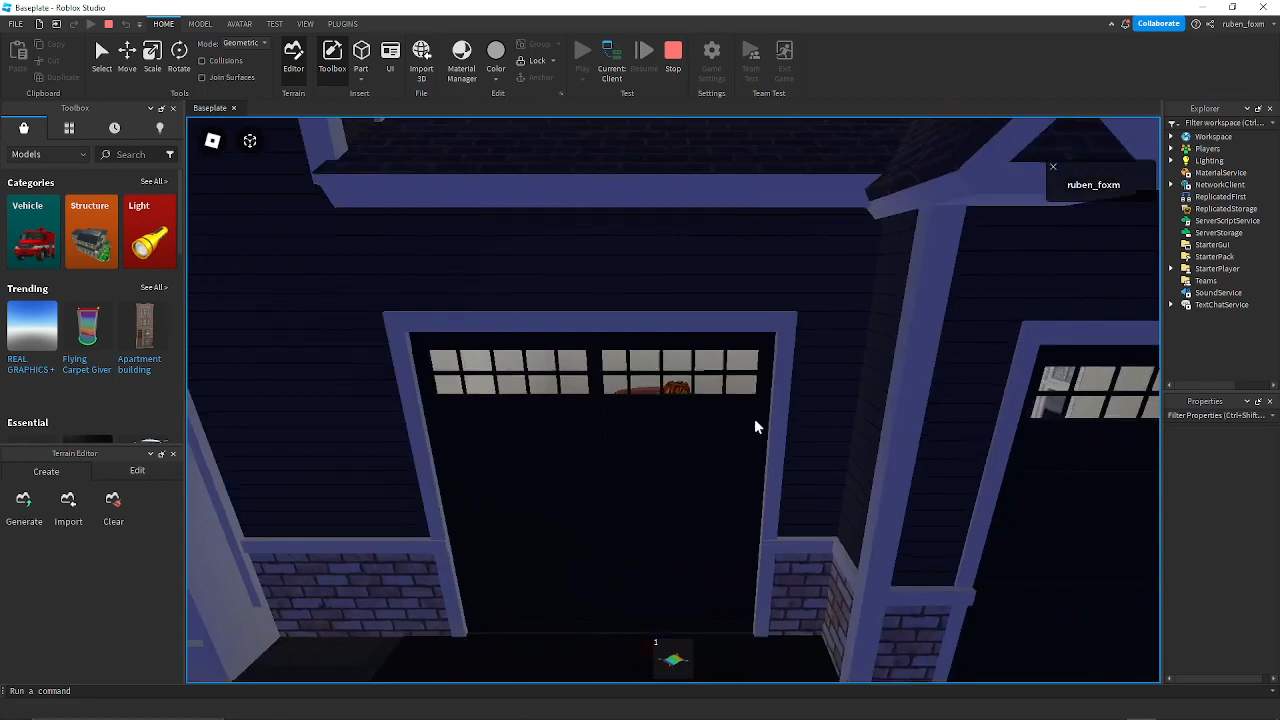 Baseplate - Roblox Studio
FILE HOME MODEL AVATAR TEST VIEW PLUGINS Collaborate ruben_foxm
Paste Copy Cut Duplicate Clipboard
Select Move Scale Rotate Tools
Mode: Geometric Collisions Join Surfaces
Editor Terrain
Toolbox Part UI Insert
Import 3D File
Material Manager Color Group Lock Anchor Edit
Play Current: Client Resume Stop Test
Game Settings Settings
Team Test Exit Game Team Test
Toolbox
Baseplate
Models Search
Categories See All >
Vehicle Structure Light
Trending See All >
REAL GRAPHICS +
Flying Carpet Giver
Apartment building
Essential
Terrain Editor
Create Edit
Generate Import Clear
ruben_foxm
1
Explorer
Filter workspace (Ctrl...
Workspace
Players
Lighting
MaterialService
NetworkClient
ReplicatedFirst
ReplicatedStorage
ServerScriptService
ServerStorage
StarterGui
StarterPack
StarterPlayer
Teams
SoundService
TextChatService
Properties
Filter Properties (Ctrl+Shift...
Run a command